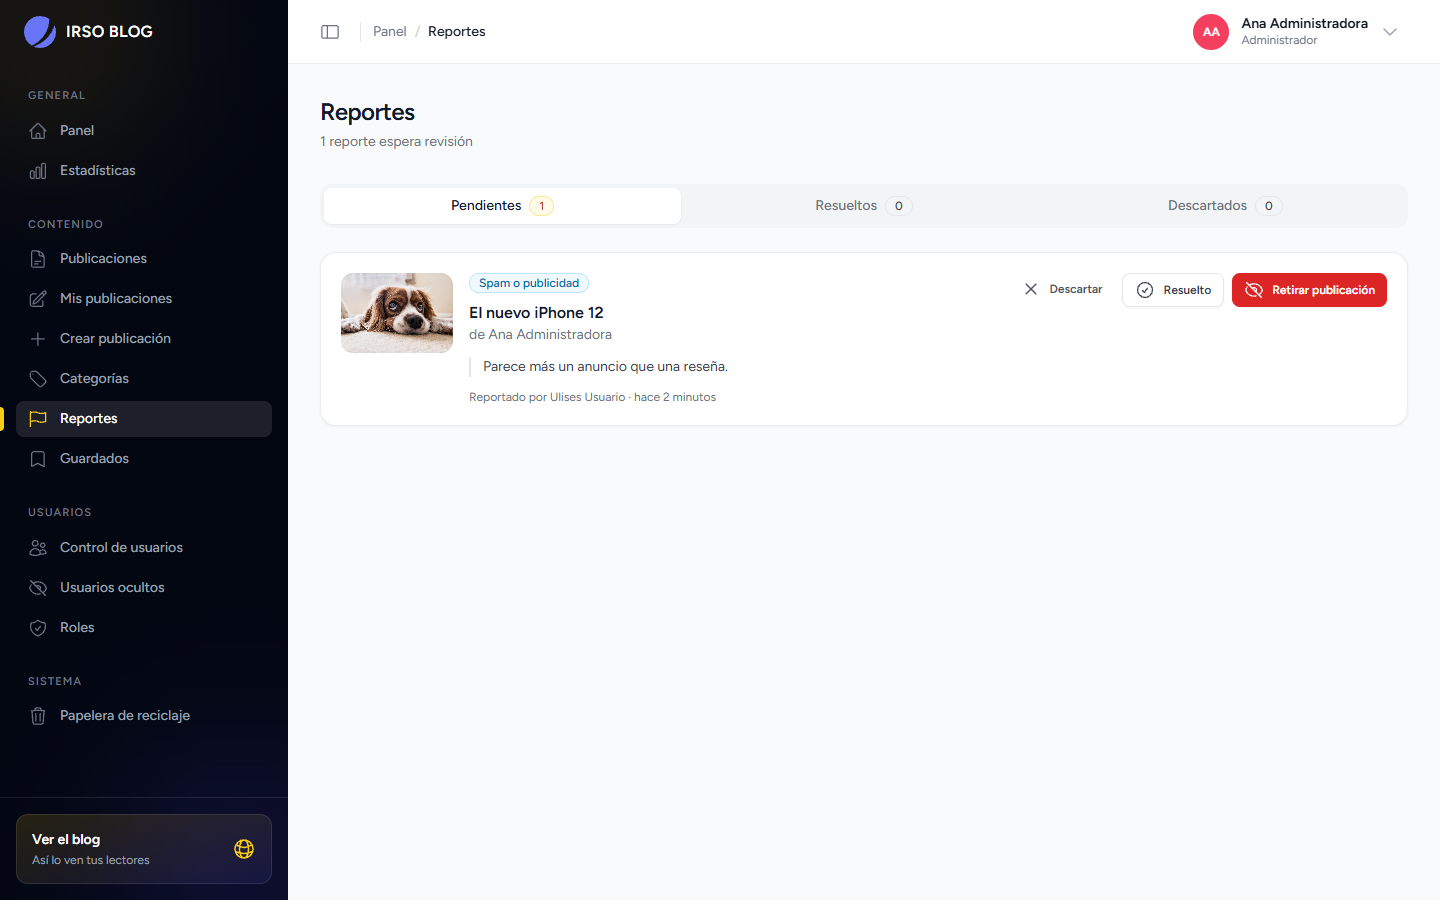 IRSO BLOG
GENERAL
Panel
Estadísticas
CONTENIDO
Publicaciones
Mis publicaciones
Crear publicación
Categorías
Reportes
Guardados
USUARIOS
Control de usuarios
Usuarios ocultos
Roles
SISTEMA
Papelera de reciclaje
Ver el blog
Así lo ven tus lectores
Panel / Reportes
AA
Ana Administradora
Administrador
Reportes
1 reporte espera revisión
Pendientes 1
Resueltos 0
Descartados 0
Spam o publicidad
El nuevo iPhone 12
de Ana Administradora
Parece más un anuncio que una reseña.
Reportado por Ulises Usuario · hace 2 minutos
Descartar
Resuelto
Retirar publicación